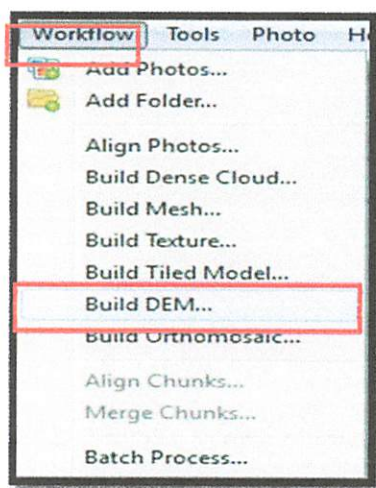 Workflow Tools Photo
Add Photos...
Add Folder...
Align Photos...
Build Dense Cloud...
Build Mesh...
Build Texture...
Build Tiled Model...
Build DEM...
Build Orthomosaic...
Align Chunks...
Merge Chunks...
Batch Process...